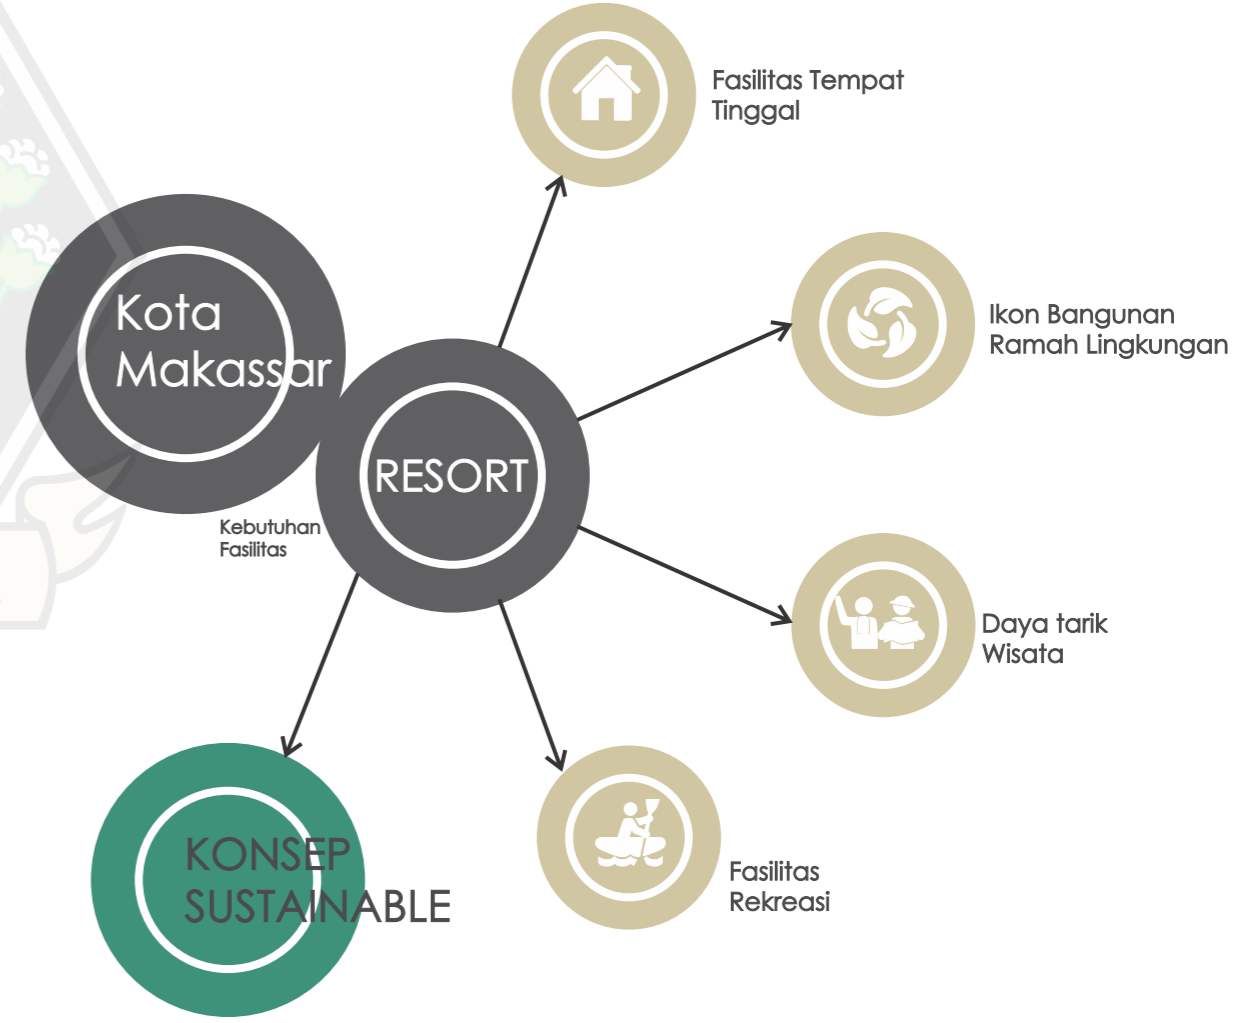 Fasilitas Tempat
Tinggal
Kota
Makassar
Ikon Bangunan
Ramah Lingkungan
RESORT
Kebutuhan
Fasilitas
Daya tarik
Wisata
KONSEP
SUSTAINABLE
Fasilitas
Rekreasi